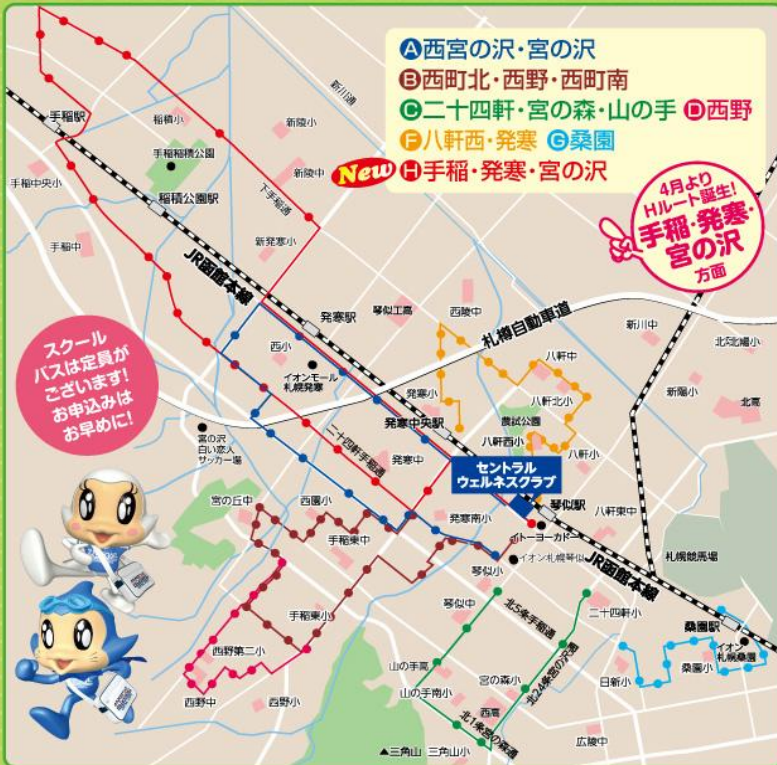 A西宮の沢・宮の沢
B西町北・西野・西町南
C二十四軒・宮の森・山の手 D西野
F八軒西・発寒 G桑園
New H手稲・発寒・宮の沢
4月より
Hルート誕生!
手稲・発寒・
宮の沢
方面
スクール
バスは定員が
ございます!
お申込みは
お早めに!
手稲駅
稲積小
新川通
新陵小
手稲稲積公園
新陵中
手稲中央小
稲積公園駅
下手稲通
手稲中
新発寒小
JR函館本線
発寒駅
琴似工高
西陵中
札樽自動車道
新川中
北陽小
西小
イオンモール
札幌発寒
八軒中
新陽小
北高
発寒小
八軒北小
発寒中央駅
農試公園
宮の沢
白い恋人
サッカー場
二十四軒手稲通
八軒西小
発寒中
八軒小
セントラル
ウェルネスクラブ
宮の丘中
西園小
琴似駅
手稲東中
発寒南小
八軒東中
イトーヨーカドー
イオン札幌琴似
JR函館本線
札幌競馬場
琴似小
手稲東小
琴似中
北5条手稲通
二十四軒小
桑園駅
西野第二小
山の手高
イオン
札幌桑園
宮の森小
北24条宮の沢通
日新小
桑園小
西野中
西野小
山の手南小
西高
北1条宮の森通
広陵中
▲三角山
三角山小